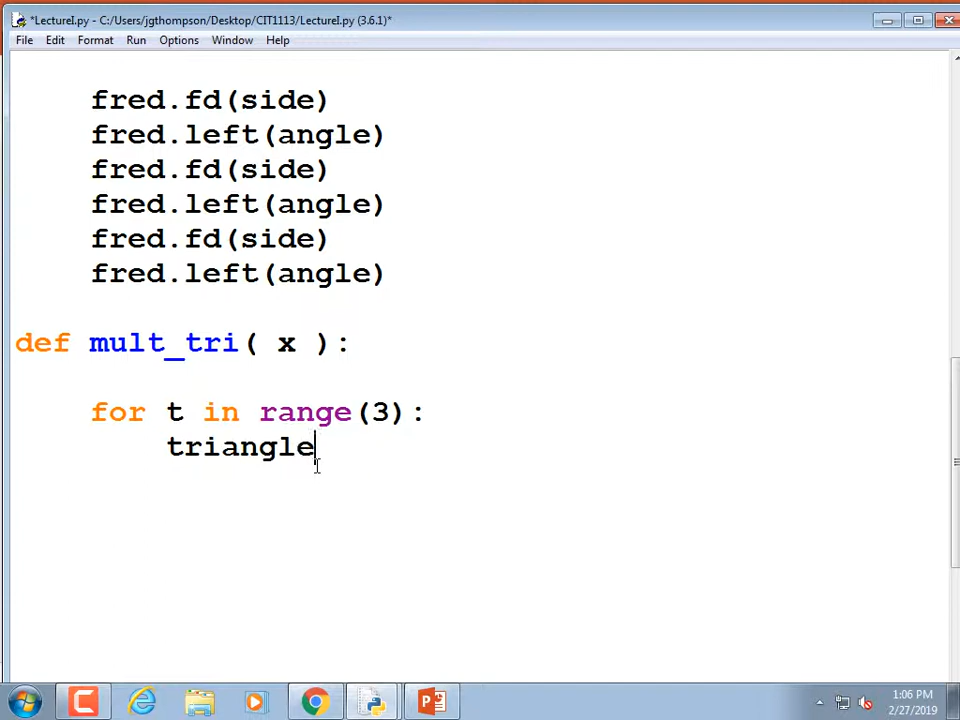 *LectureI.py - C:/Users/jgthompson/Desktop/CIT1113/LectureI.py (3.6.1)*
File Edit Format Run Options Window Help
fred.fd(side)
fred.left(angle)
fred.fd(side)
fred.left(angle)
fred.fd(side)
fred.left(angle)
def mult_tri( x ):
for t in range(3):
triangle
1:06 PM
2/27/2019